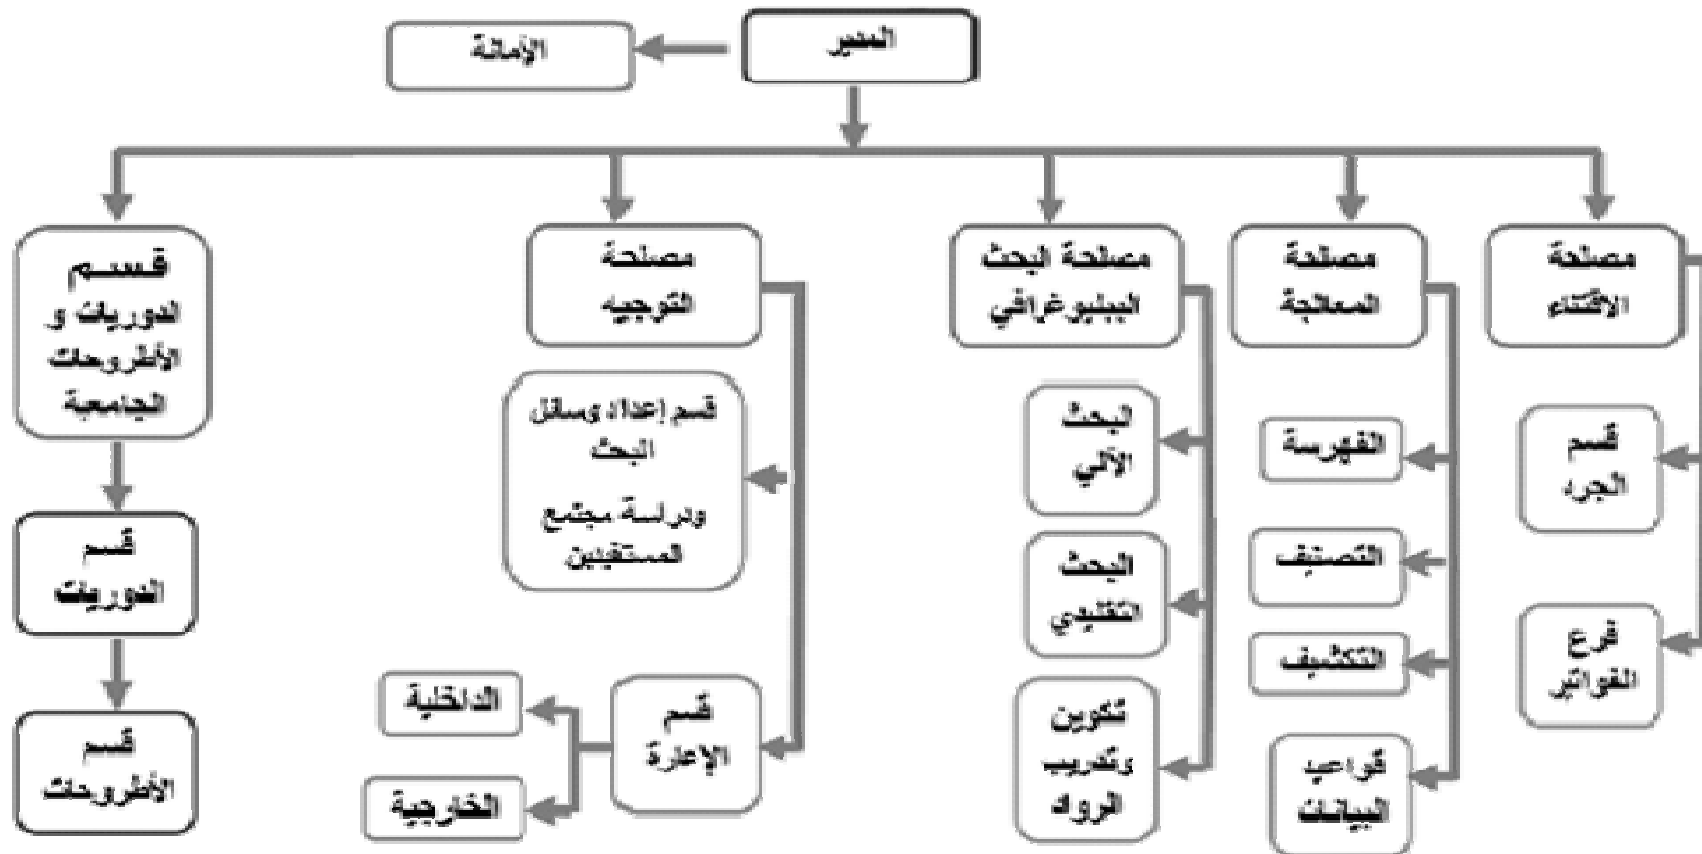 المدير
الأمانة
مصلحة
الاقتناء
مصلحة
المعالجة
مصلحة البحث
البيبليوغرافي
مصلحة
التوجيه
قسم
الدوريات و
الأطروحات
الجامعية
قسم
الجرد
فرع
الفواتير
الفهرسة
التصنيف
التكشيف
قواعد
البيانات
البحث
الآلي
البحث
التقليدي
تكوين
وتدريب
الرواد
قسم إعداد وسائل
البحث
ودراسة مجتمع
المستفيدين
قسم
الإعارة
الداخلية
الخارجية
قسم
الدوريات
قسم
الأطروحات